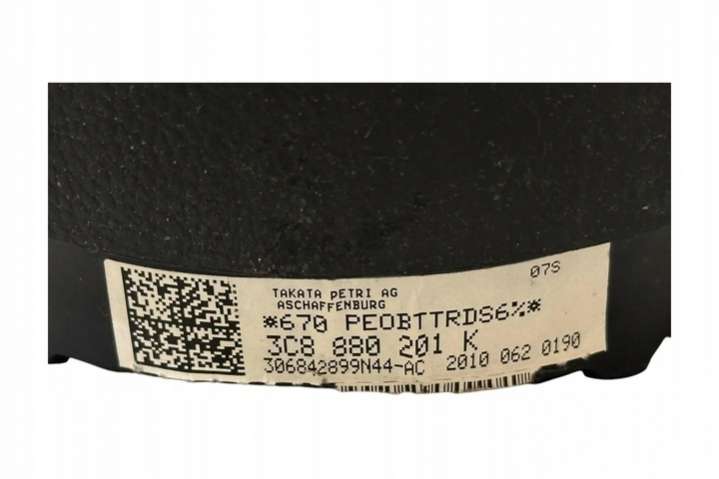 07S
TAKATA PETRI AG
ASCHAFFENBURG
*670 PEOBTTRDS6%*
3C8 880 201 K
306842899N44-AC 2010 062 0190